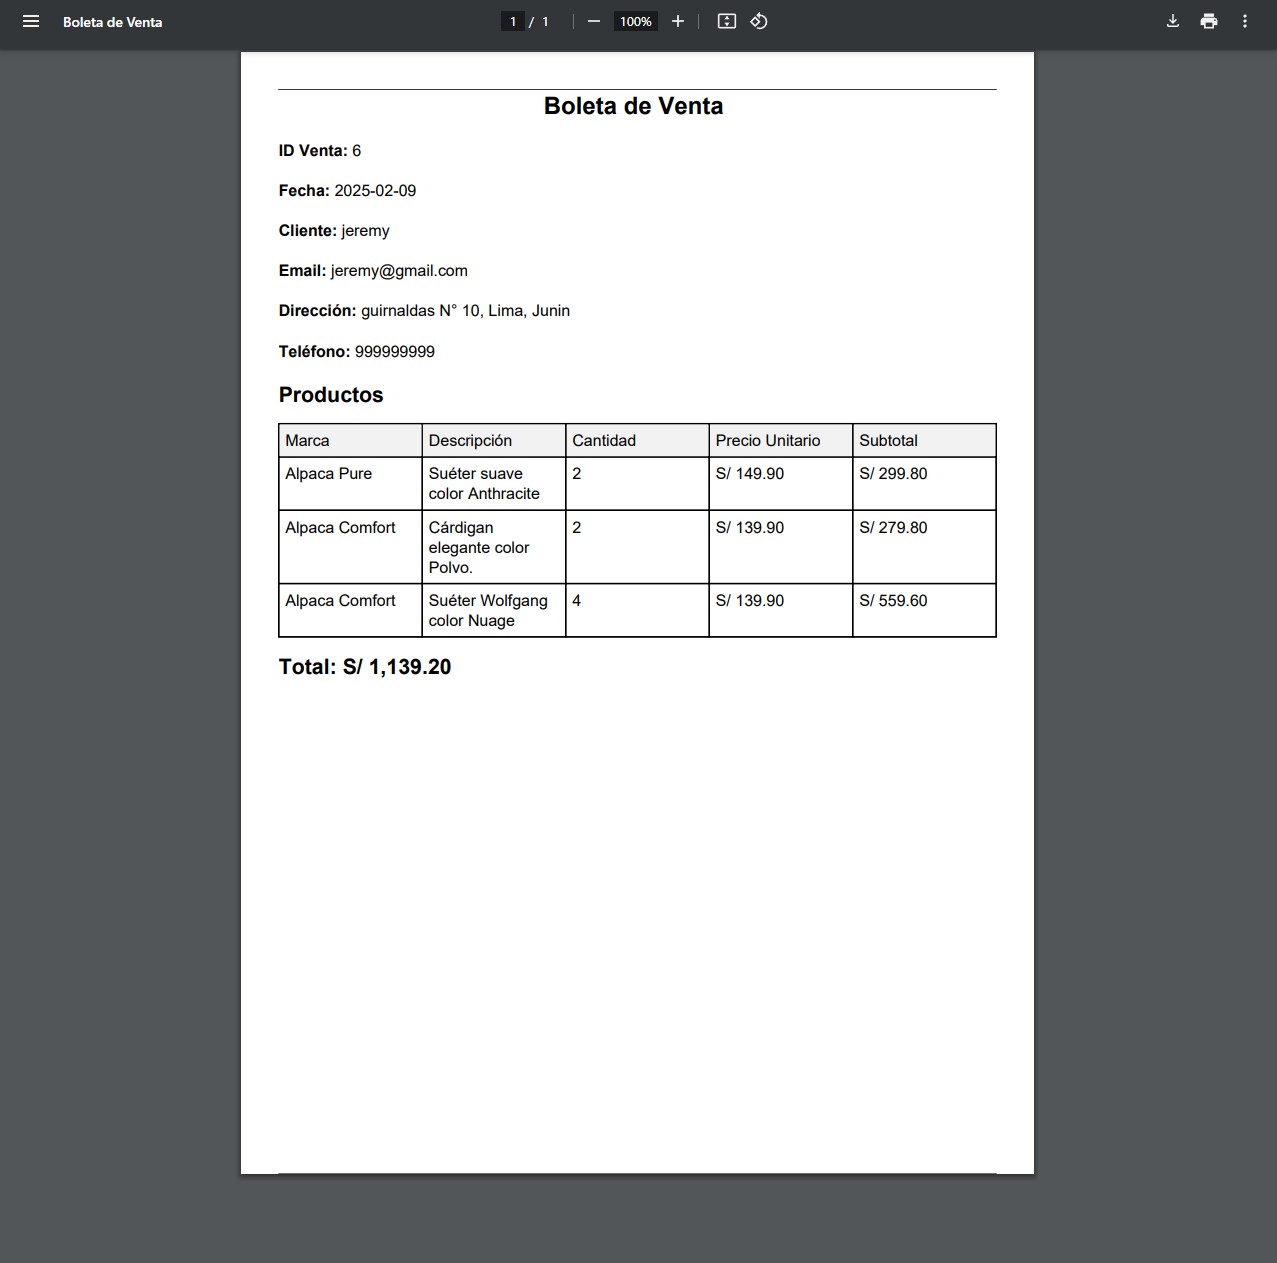 Boleta de Venta
1 / 1
100%
Boleta de Venta
ID Venta: 6
Fecha: 2025-02-09
Cliente: jeremy
Email: jeremy@gmail.com
Dirección: guirnaldas N° 10, Lima, Junin
Teléfono: 999999999
Productos
Marca Descripción Cantidad Precio Unitario Subtotal
Alpaca Pure Suéter suave 2 S/ 149.90 S/ 299.80
color Anthracite
Alpaca Comfort Cárdigan 2 S/ 139.90 S/ 279.80
elegante color
Polvo.
Alpaca Comfort Suéter Wolfgang 4 S/ 139.90 S/ 559.60
color Nuage
Total: S/ 1,139.20